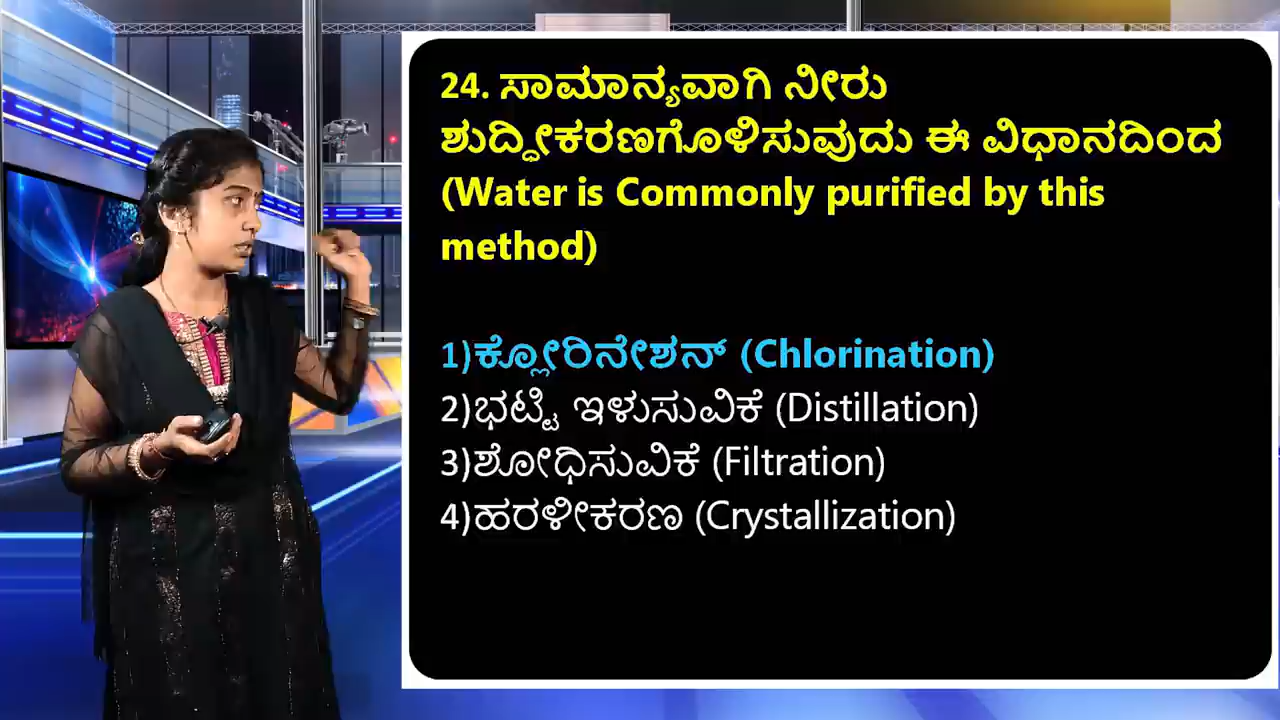 24. ಸಾಮಾನ್ಯವಾಗಿ ನೀರು
ಶುದ್ಧೀಕರಣಗೊಳಿಸುವುದು ಈ ವಿಧಾನದಿಂದ
(Water is Commonly purified by this
method)
1)ಕ್ಲೋರಿನೇಶನ್ (Chlorination)
2)ಭಟ್ಟಿ ಇಳುಸುವಿಕೆ (Distillation)
3)ಶೋಧಿಸುವಿಕೆ (Filtration)
4)ಹರಳೀಕರಣ (Crystallization)